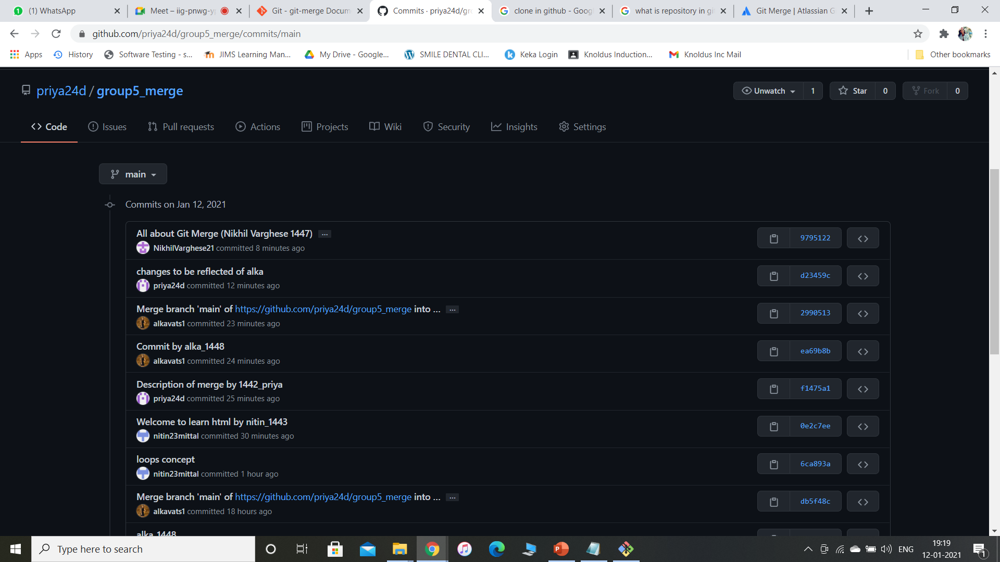 (1) WhatsApp
Meet – iig-pnwg-yp
Git - git-merge Docum
Commits · priya24d/gro
clone in github - Goog
what is repository in git
Git Merge | Atlassian G
github.com/priya24d/group5_merge/commits/main
Apps
History
Software Testing - s...
JIMS Learning Man...
My Drive - Google...
SMILE DENTAL CLI...
Keka Login
Knoldus Induction...
Knoldus Inc Mail
Other bookmarks
priya24d / group5_merge
Unwatch 1
Star 0
Fork 0
Code
Issues
Pull requests
Actions
Projects
Wiki
Security
Insights
Settings
main
Commits on Jan 12, 2021
All about Git Merge (Nikhil Varghese 1447) ...
NikhilVarghese21 committed 8 minutes ago
9795122
changes to be reflected of alka
priya24d committed 12 minutes ago
d23459c
Merge branch 'main' of https://github.com/priya24d/group5_merge into ... ...
alkavats1 committed 23 minutes ago
2990513
Commit by alka_1448
alkavats1 committed 24 minutes ago
ea69b8b
Description of merge by 1442_priya
priya24d committed 25 minutes ago
f1475a1
Welcome to learn html by nitin_1443
nitin23mittal committed 30 minutes ago
0e2c7ee
loops concept
nitin23mittal committed 1 hour ago
6ca893a
Merge branch 'main' of https://github.com/priya24d/group5_merge into ... ...
alkavats1 committed 18 hours ago
db5f48c
alka_1448
Type here to search
ENG
19:19
12-01-2021
1